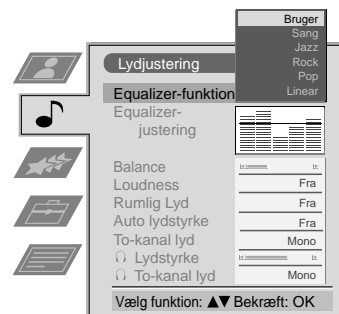 Bruger
Sang
Jazz
Rock
Pop
Linear
Lydjustering
Equalizer-funktion
Equalizer-
justering
Balance
Loudness Fra
Rumlig Lyd Fra
Auto lydstyrke Fra
To-kanal lyd Mono
Lydstyrke
To-kanal lyd Mono
Vælg funktion: ▲▼ Bekræft: OK